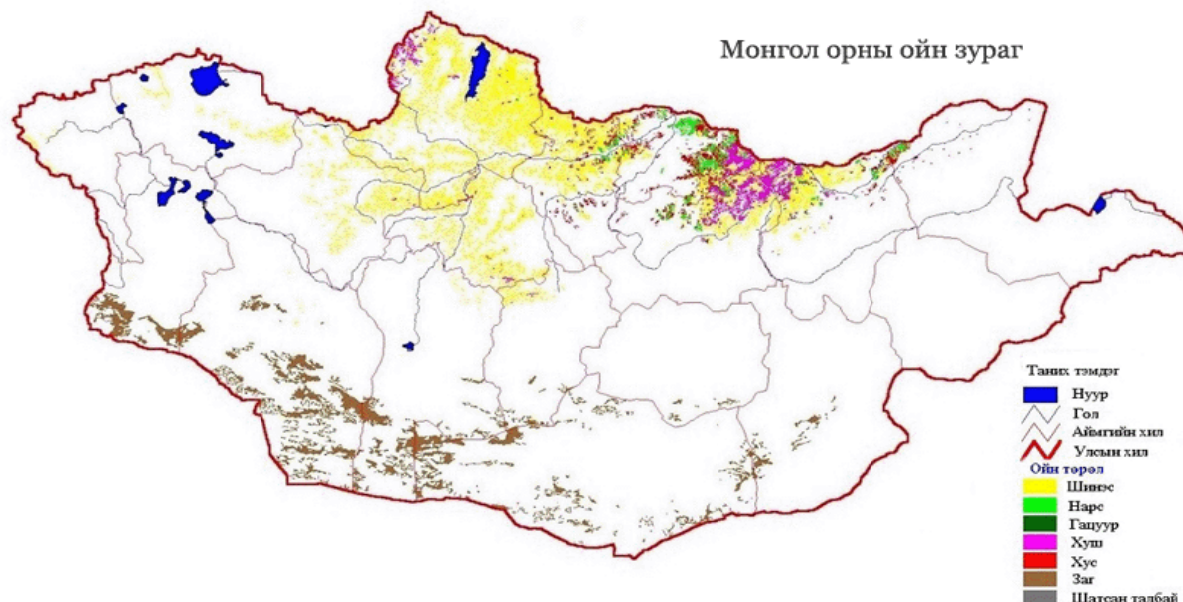 Монгол орны ойн зураг
Таних тэмдэг
Нуур
Гол
Аймгийн хил
Улсын хил
Ойн төрөл
Шинэс
Нарс
Гацуур
Хуш
Хус
Заг
Шатсан талбай